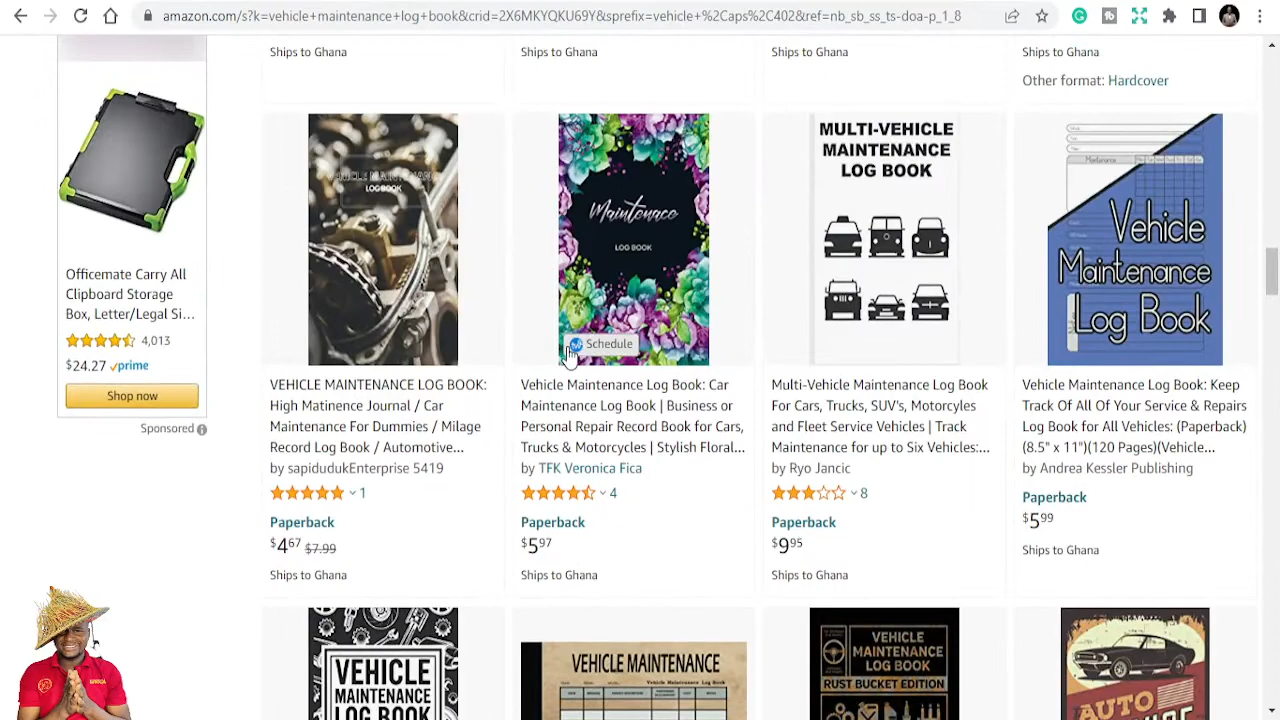 amazon.com/s?k=vehicle+maintenance+log+book&crid=2X6MKYQKU69Y&sprefix=vehicle+%2Caps%2C402&ref=nb_sb_ss_ts-doa-p_1_8
Ships to Ghana
Ships to Ghana
Ships to Ghana
Ships to Ghana
Other format: Hardcover
Officemate Carry All
Clipboard Storage
Box, Letter/Legal Si...
4,013
$24.27 prime
Shop now
Sponsored
LOG BOOK
VEHICLE MAINTENANCE LOG BOOK:
High Matinence Journal / Car
Maintenance For Dummies / Milage
Record Log Book / Automotive...
by sapidudukEnterprise 5419
1
Paperback
$4.67 $7.99
Ships to Ghana
Maintenace
LOG BOOK
Schedule
Vehicle Maintenance Log Book: Car
Maintenance Log Book | Business or
Personal Repair Record Book for Cars,
Trucks & Motorcycles | Stylish Floral...
by TFK Veronica Fica
4
Paperback
$5.97
Ships to Ghana
MULTI-VEHICLE
MAINTENANCE
LOG BOOK
Multi-Vehicle Maintenance Log Book
For Cars, Trucks, SUV's, Motorcyles
and Fleet Service Vehicles | Track
Maintenance for up to Six Vehicles:...
by Ryo Jancic
8
Paperback
$9.95
Ships to Ghana
Maintenance
Vehicle
Maintenance
Log Book
Vehicle Maintenance Log Book: Keep
Track Of All Of Your Service & Repairs
Log Book for All Vehicles: (Paperback)
(8.5" x 11")(120 Pages)(Vehicle...
by Andrea Kessler Publishing
Paperback
$5.99
Ships to Ghana
VEHICLE
MAINTENANCE
LOG BOOK
VEHICLE MAINTENANCE
Vehicle Maintenance Log Book
VEHICLE
MAINTENANCE
LOG BOOK
RUST BUCKET EDITION
AUTO